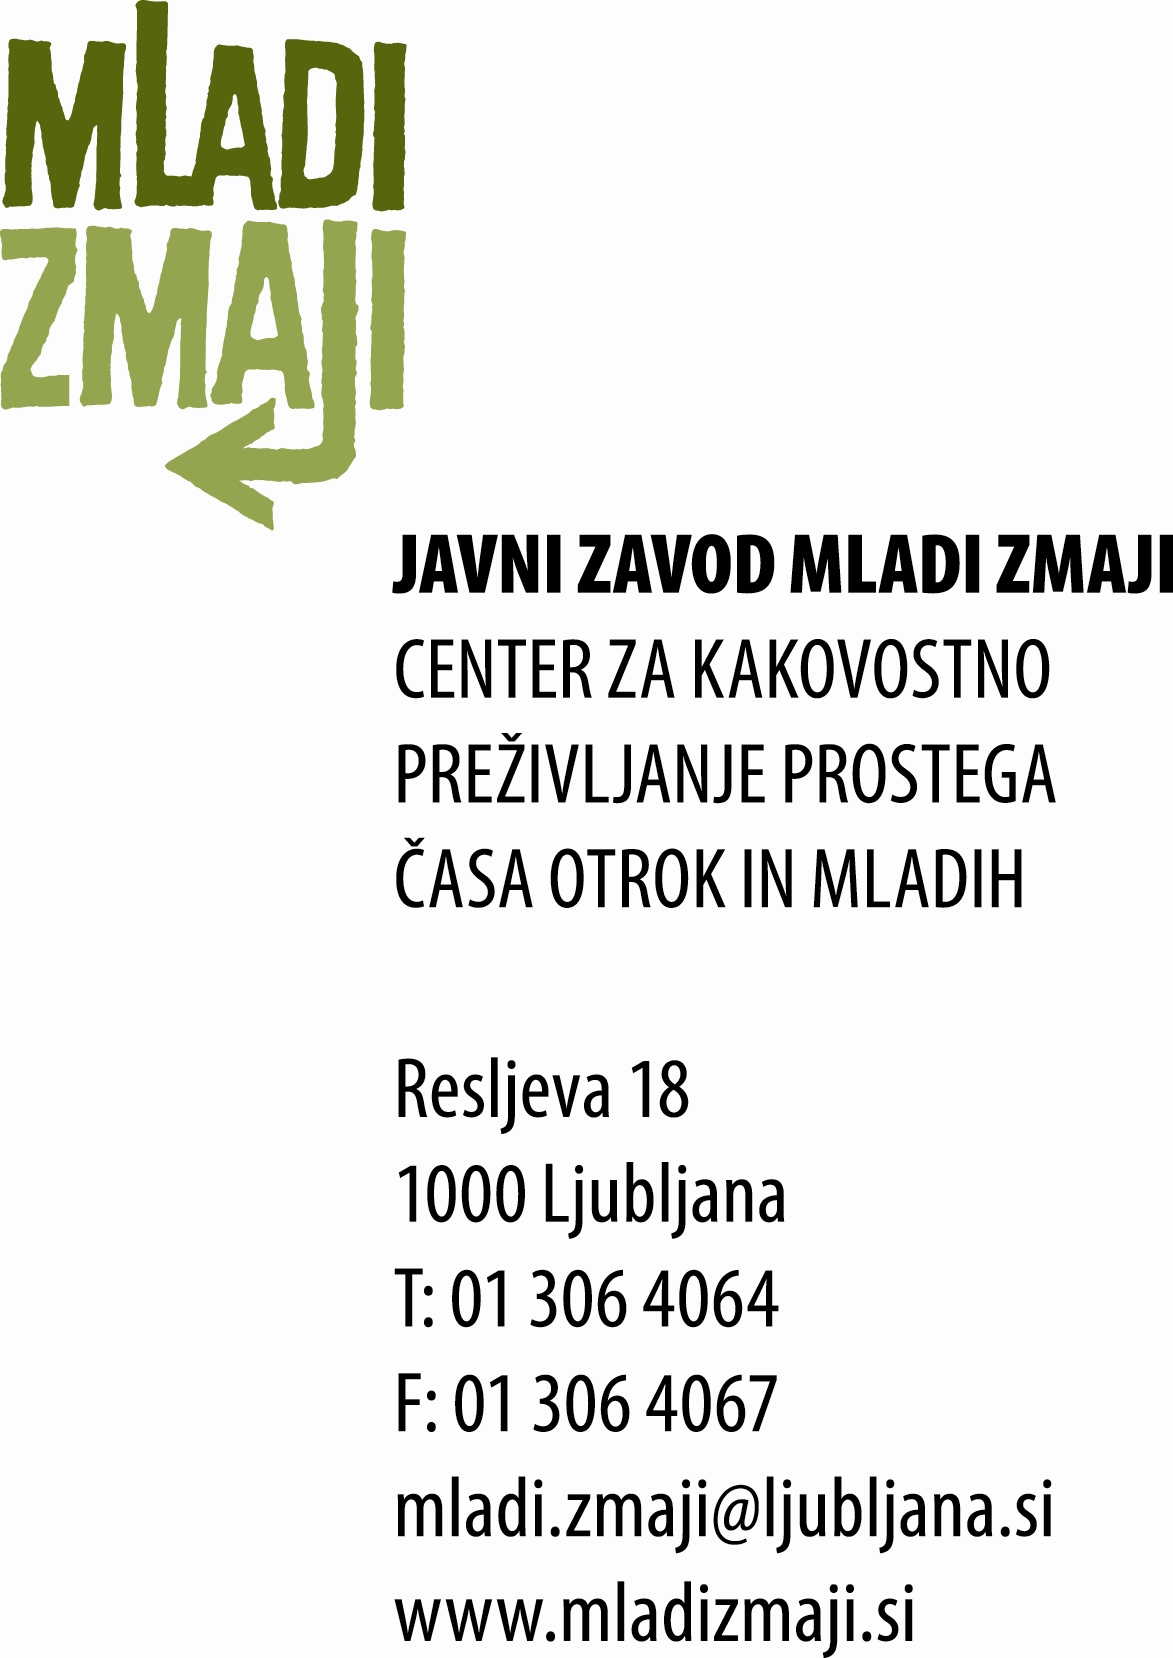 MLADI
ZMAJI
JAVNI ZAVOD MLADI ZMAJI
CENTER ZA KAKOVOSTNO
PREŽIVLJANJE PROSTEGA
ČASA OTROK IN MLADIH
Resljeva 18
1000 Ljubljana
T: 01 306 4064
F: 01 306 4067
mladi.zmaji@ljubljana.si
www.mladizmaji.si